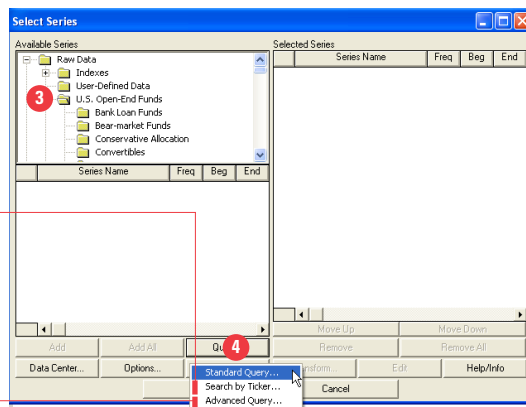 Select Series
Available Series
Raw Data
Indexes
User-Defined Data
3
U.S. Open-End Funds
Bank Loan Funds
Bear-market Funds
Conservative Allocation
Convertibles
Series Name Freq Beg End
Selected Series
Series Name Freq Beg End
Move Up Move Down
Add Add All 4 Remove Remove All
Data Center... Options... Edit Help/Info
Standard Query...
Search by Ticker...
Advanced Query...
Cancel